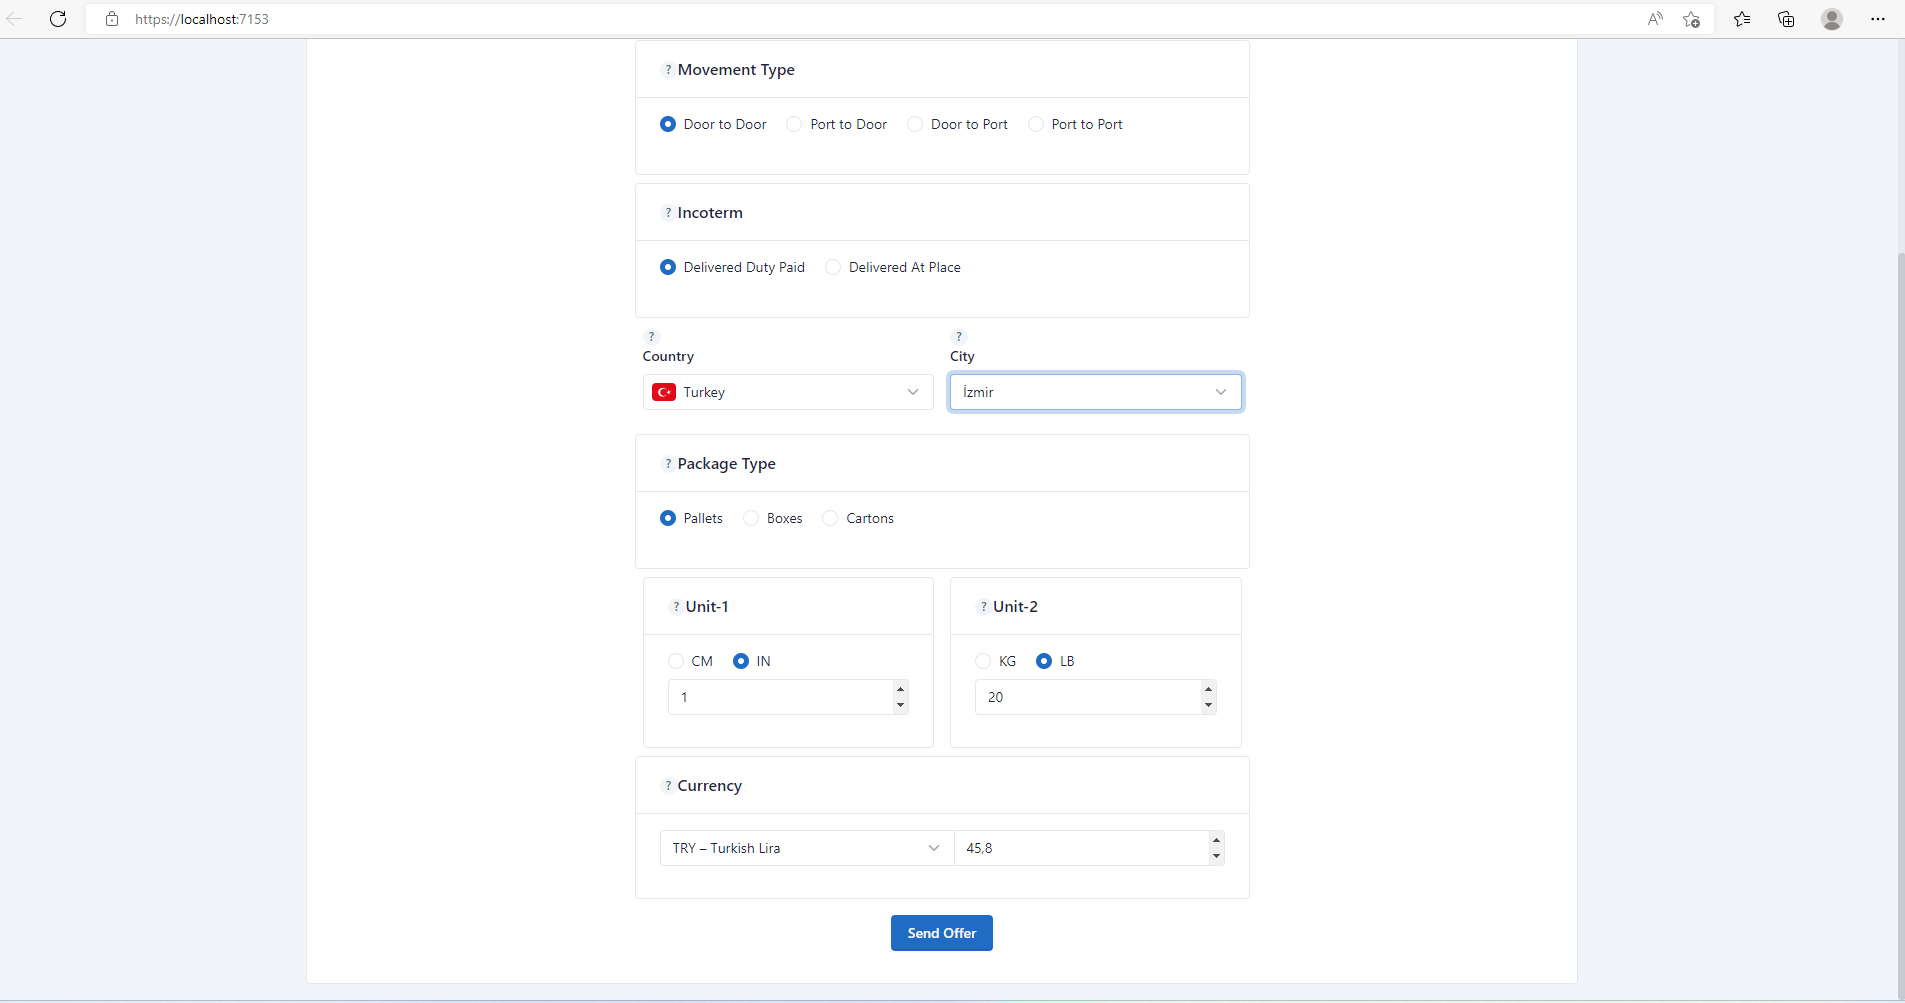 https://localhost:7153
? Movement Type
Door to Door Port to Door Door to Port Port to Port
? Incoterm
Delivered Duty Paid Delivered At Place
? ?
Country City
Turkey İzmir
? Package Type
Pallets Boxes Cartons
? Unit-1 ? Unit-2
CM IN KG LB
1 20
? Currency
TRY – Turkish Lira 45,8
Send Offer